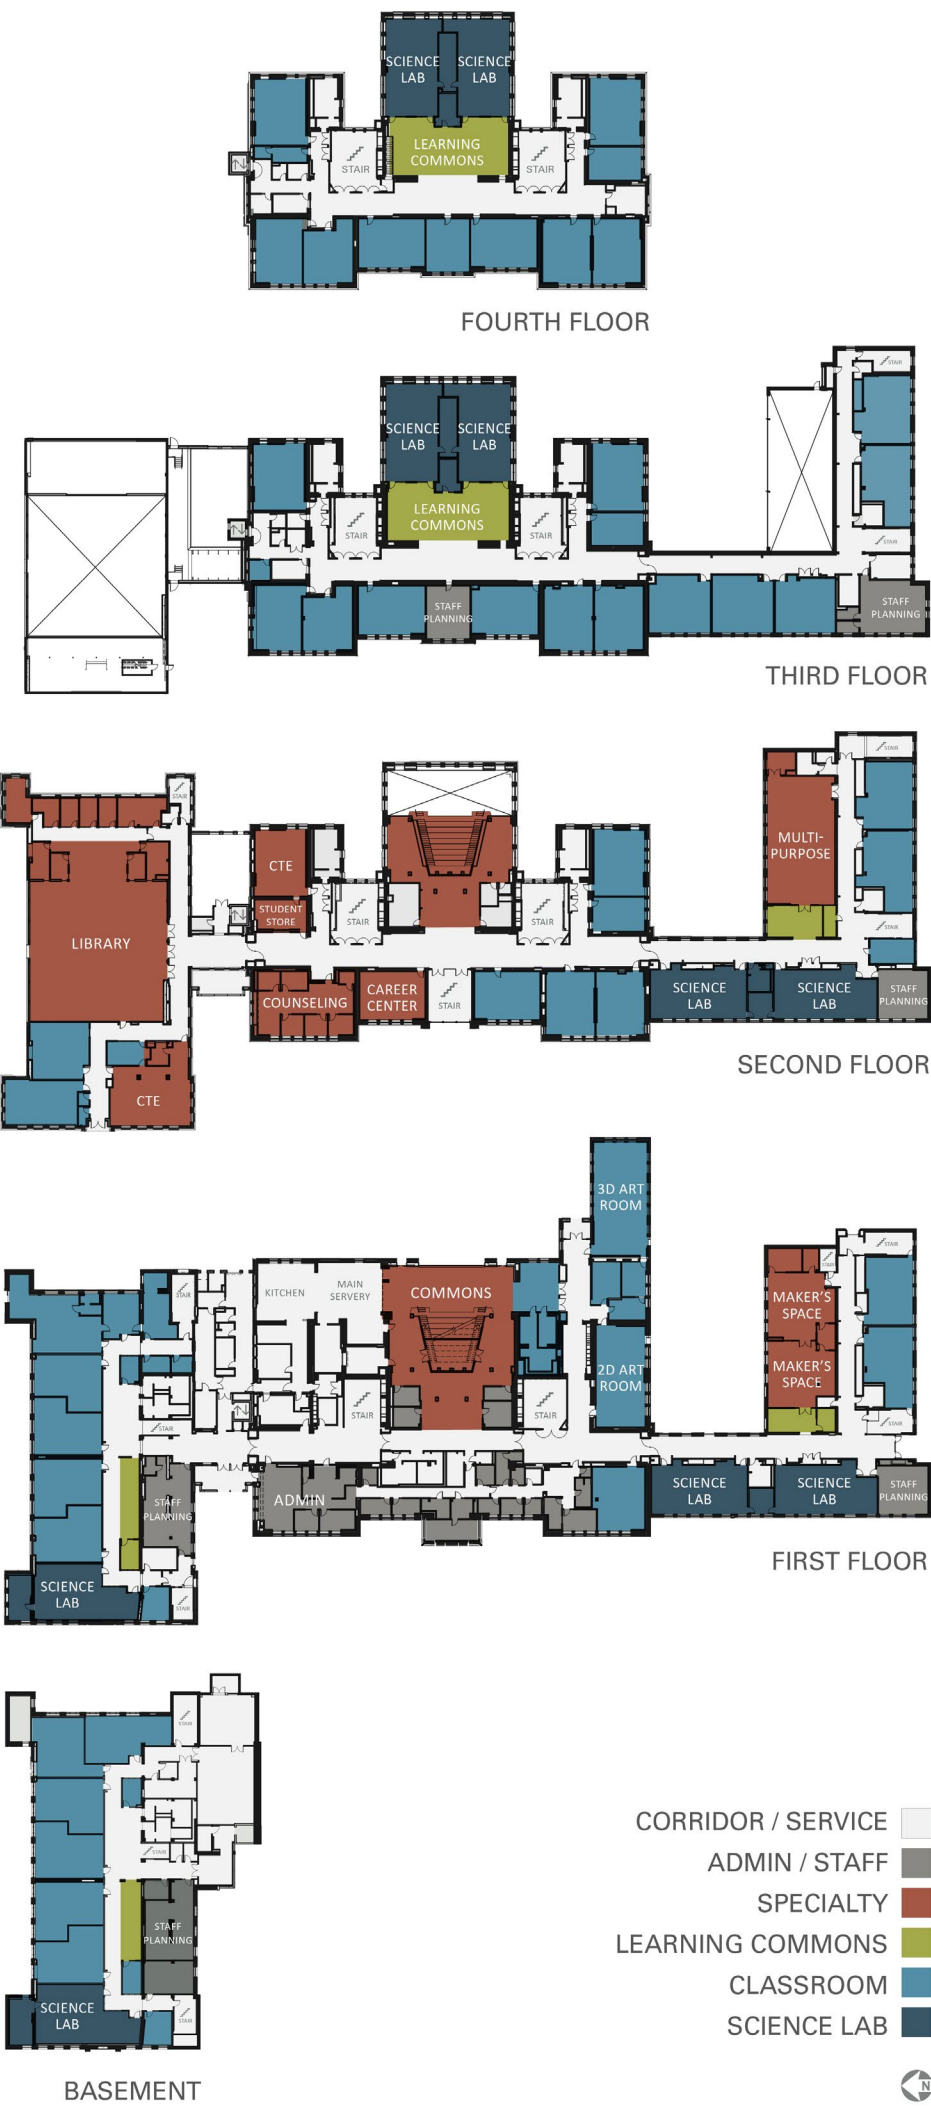 SCIENCE
LAB
SCIENCE
LAB
LEARNING
COMMONS
STAIR
STAIR
FOURTH FLOOR
STAIR
SCIENCE
LAB
SCIENCE
LAB
LEARNING
COMMONS
STAIR
STAIR
STAIR
STAFF
PLANNING
STAFF
PLANNING
THIRD FLOOR
STAIR
STAIR
MULTI-
PURPOSE
CTE
STUDENT
STORE
STAIR
STAIR
STAIR
LIBRARY
COUNSELING
CAREER
CENTER
STAIR
SCIENCE
LAB
SCIENCE
LAB
STAFF
PLANNING
SECOND FLOOR
CTE
3D ART
ROOM
STAIR
STAIR
KITCHEN
MAIN
SERVERY
COMMONS
STAIR
MAKER'S
SPACE
MAKER'S
SPACE
2D ART
ROOM
STAIR
STAIR
STAIR
STAIR
ADMIN
STAFF
PLANNING
SCIENCE
LAB
SCIENCE
LAB
STAFF
PLANNING
FIRST FLOOR
SCIENCE
LAB
STAIR
STAIR
STAIR
STAFF
PLANNING
SCIENCE
LAB
STAIR
BASEMENT
CORRIDOR / SERVICE
ADMIN / STAFF
SPECIALTY
LEARNING COMMONS
CLASSROOM
SCIENCE LAB
N